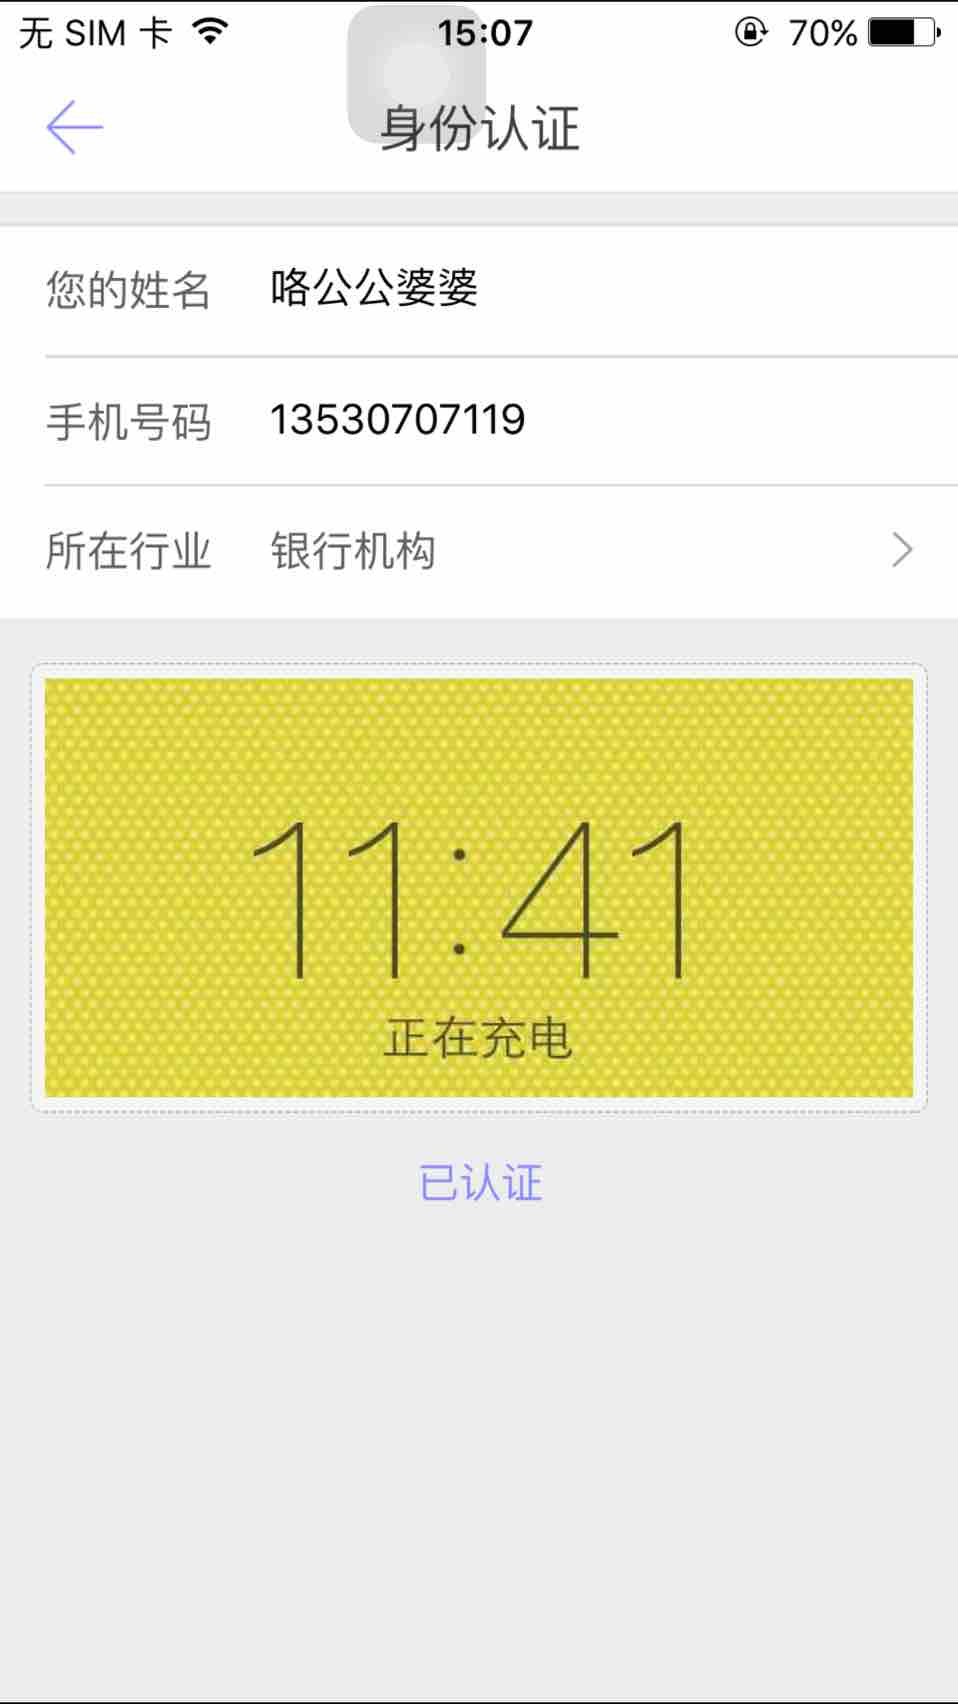 无 SIM 卡 15:07 70%
身份认证
您的姓名 咯公公婆婆
手机号码 13530707119
所在行业 银行机构
11:41
正在充电
已认证